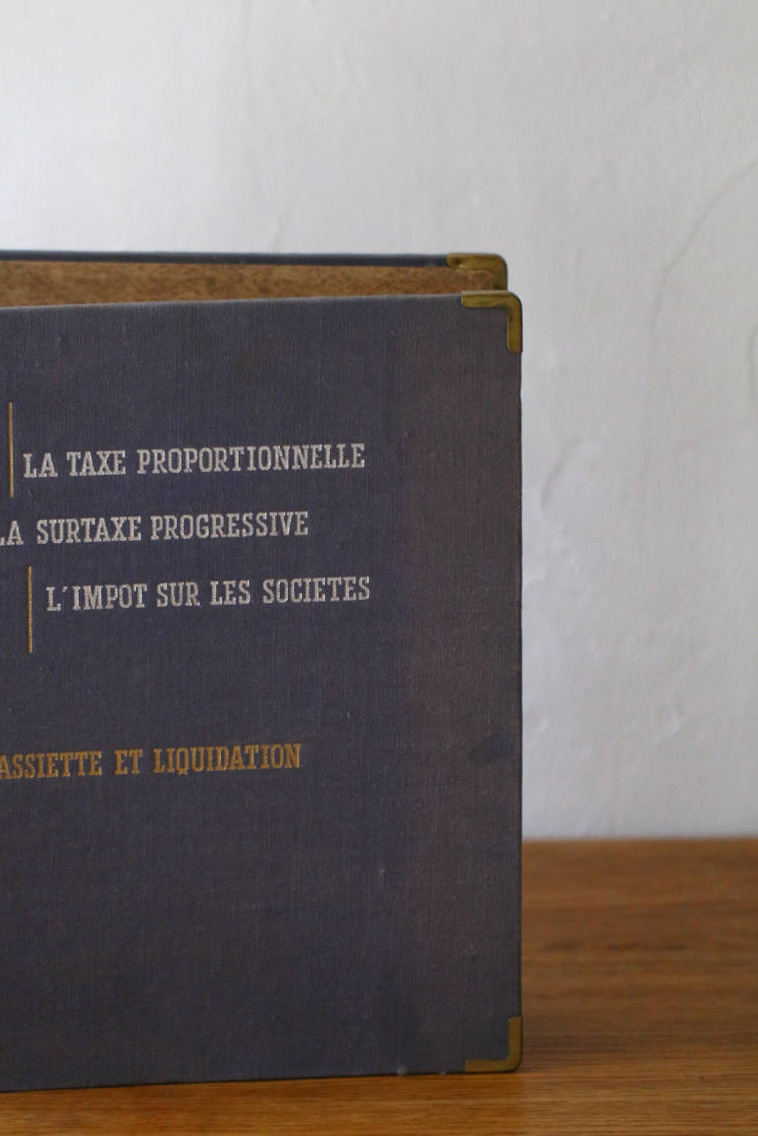 LA TAXE PROPORTIONNELLE
LA SURTAXE PROGRESSIVE
L'IMPOT SUR LES SOCIETES
ASSIETTE ET LIQUIDATION